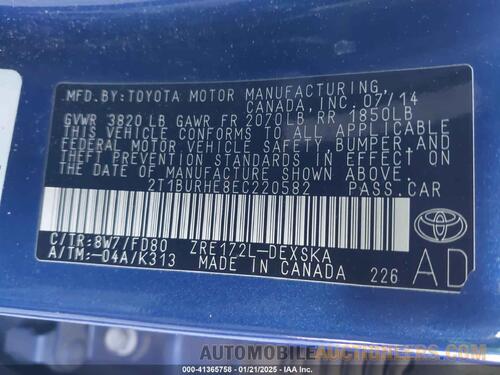 MFD.BY:TOYOTA MOTOR MANUFACTURING,
CANADA, INC. 07/14
GVWR 3820 LB GAWR FR 2070LB RR 1850LB
THIS VEHICLE CONFORMS TO ALL APPLICABLE
FEDERAL MOTOR VEHICLE SAFETY, BUMPER AND
THEFT PREVENTION STANDARDS IN EFFECT ON
THE DATE OF MANUFACTURE SHOWN ABOVE.
2T1BURHE8EC220582 PASS.CAR
C/TR:8W7/FD80 ZRE172L-DEXSKA
A/TM:-04A/K313 MADE IN CANADA 226
AD
AVAILABLE
AutomobileAuctioneers.com
000-41365758 - 01/21/2025 - IAA Inc.